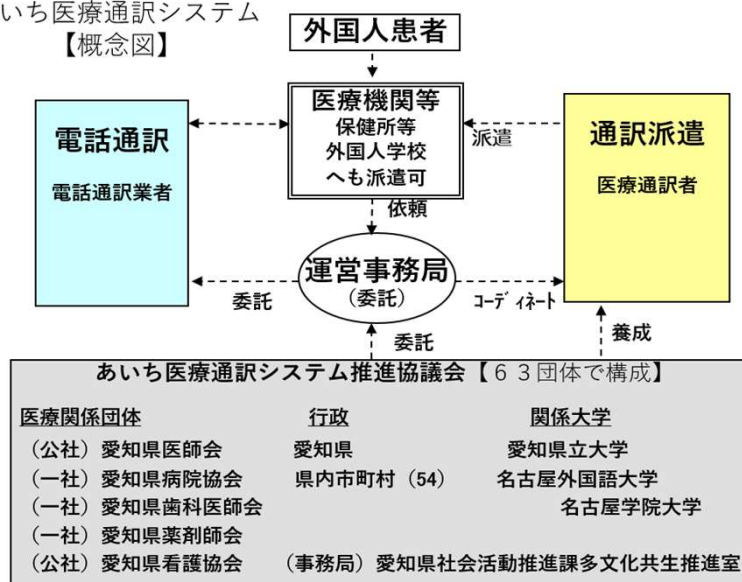 いち医療通訳システム
【概念図】
外国人患者
医療機関等
保健所等
外国人学校
へも派遣可
電話通訳
電話通訳業者
派遣
通訳派遣
医療通訳者
依頼
運営事務局
（委託）
委託
ｺｰﾃﾞｨﾈｰﾄ
委託
養成
あいち医療通訳システム推進協議会【６３団体で構成】
医療関係団体 行政 関係大学
（公社）愛知県医師会 愛知県 愛知県立大学
（一社）愛知県病院協会 県内市町村（54） 名古屋外国語大学
（一社）愛知県歯科医師会 名古屋学院大学
（一社）愛知県薬剤師会
（公社）愛知県看護協会 （事務局）愛知県社会活動推進課多文化共生推進室